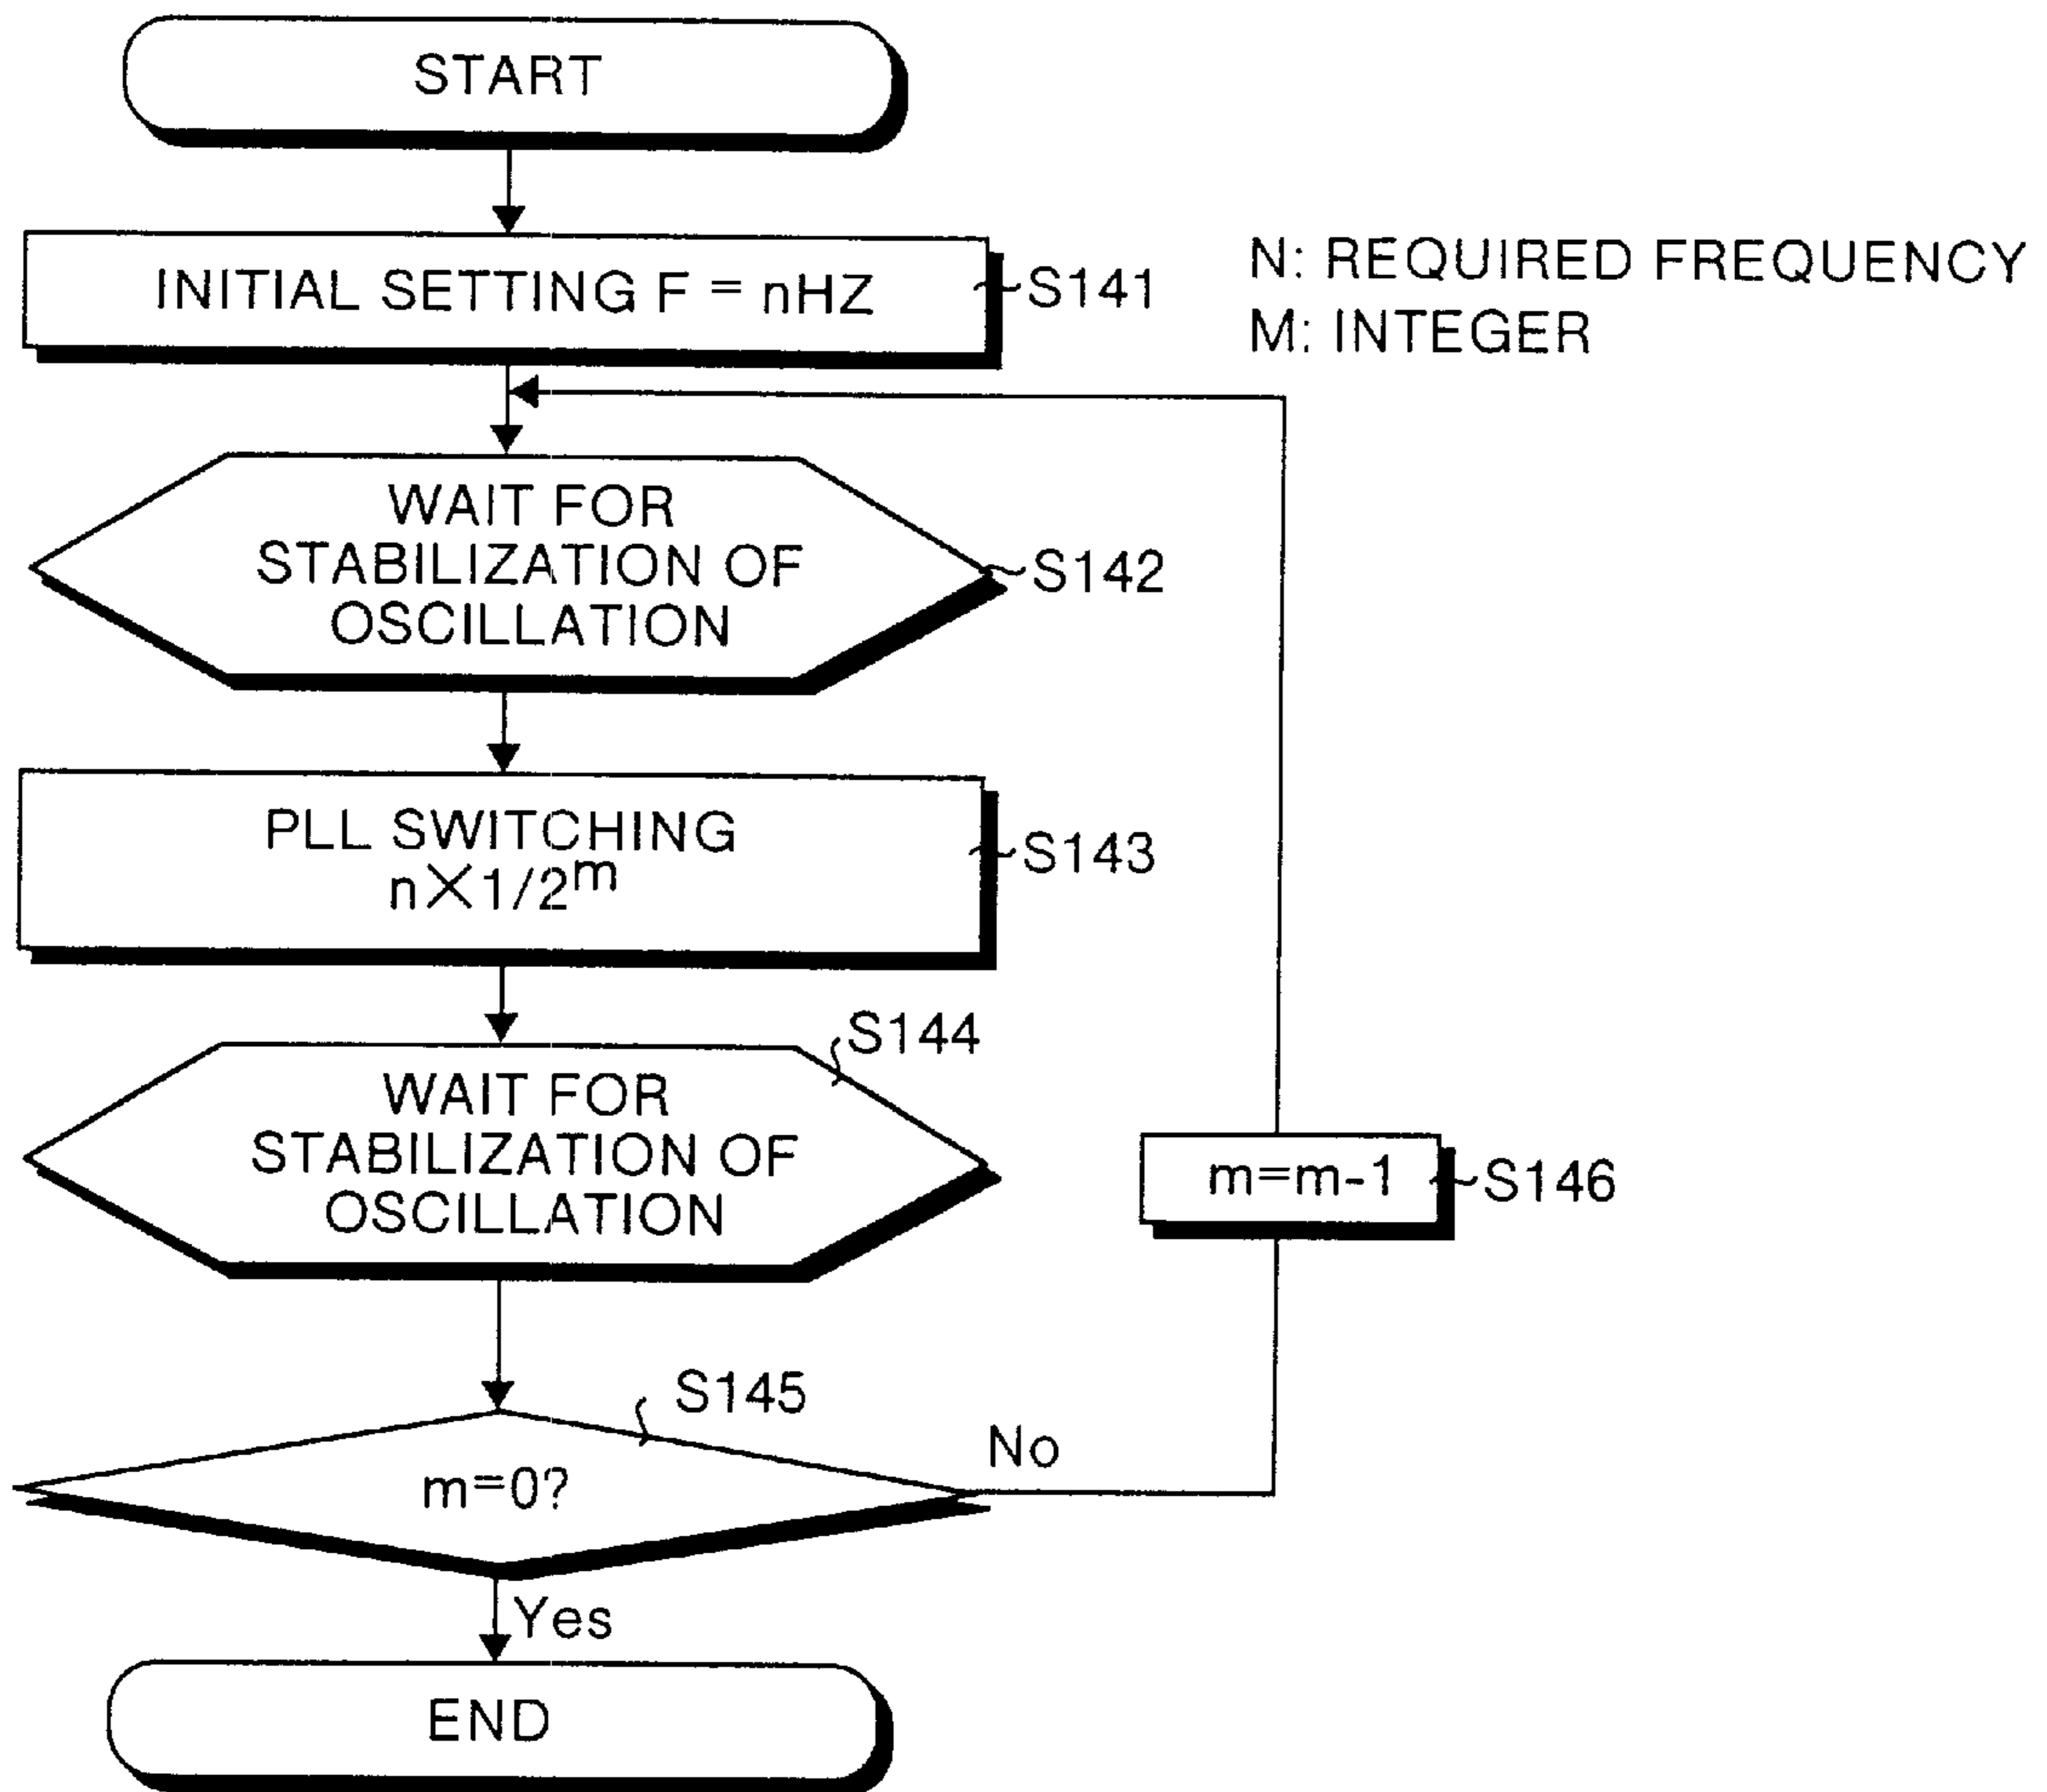 START
INITIAL SETTING F = nHZ
S141
N: REQUIRED FREQUENCY
M: INTEGER
WAIT FOR
STABILIZATION OF
OSCILLATION
S142
PLL SWITCHING
n×1/2^m
S143
S144
WAIT FOR
STABILIZATION OF
OSCILLATION
m=m-1
S146
S145
m=0?
No
Yes
END